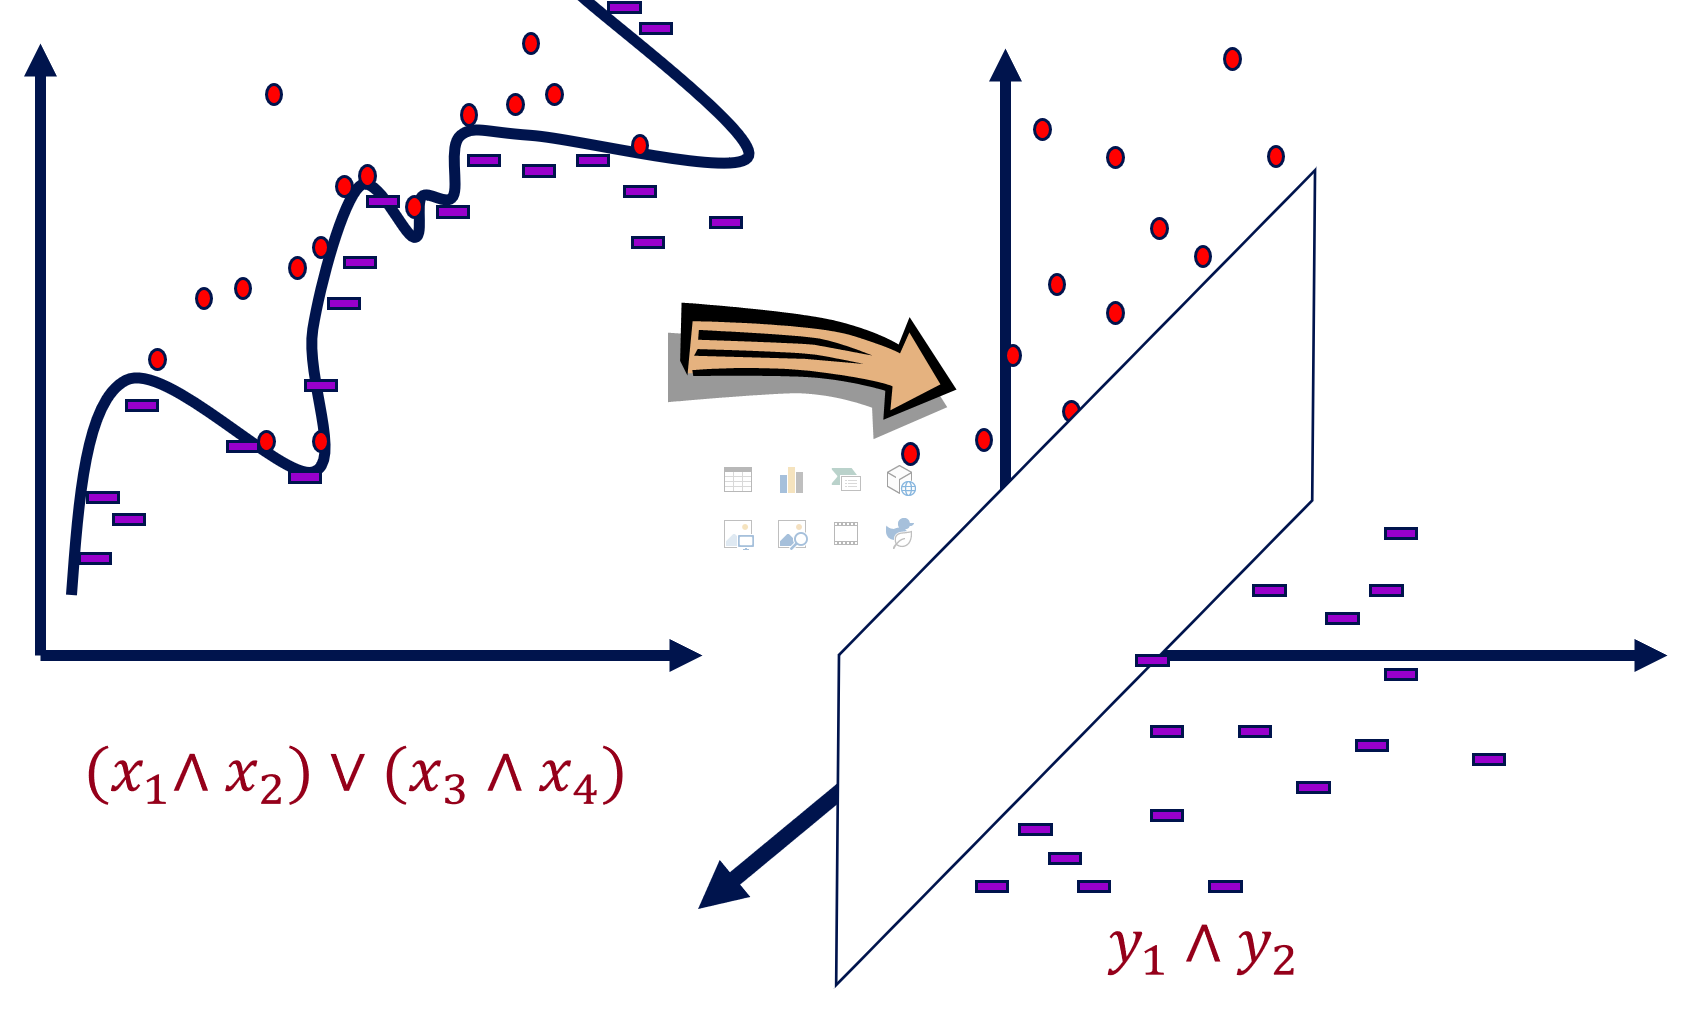 (x₁∧ x₂) ∨ (x₃ ∧ x₄)
y₁ ∧ y₂